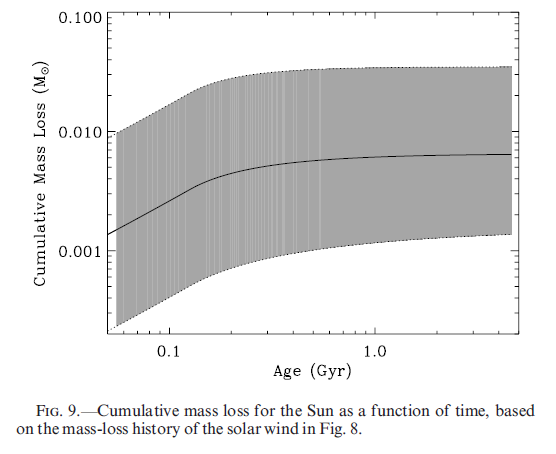 0.100
0.010
0.001
Cumulative Mass Loss (M⊙)
0.1
1.0
Age (Gyr)
FIG. 9.—Cumulative mass loss for the Sun as a function of time, based
on the mass-loss history of the solar wind in Fig. 8.